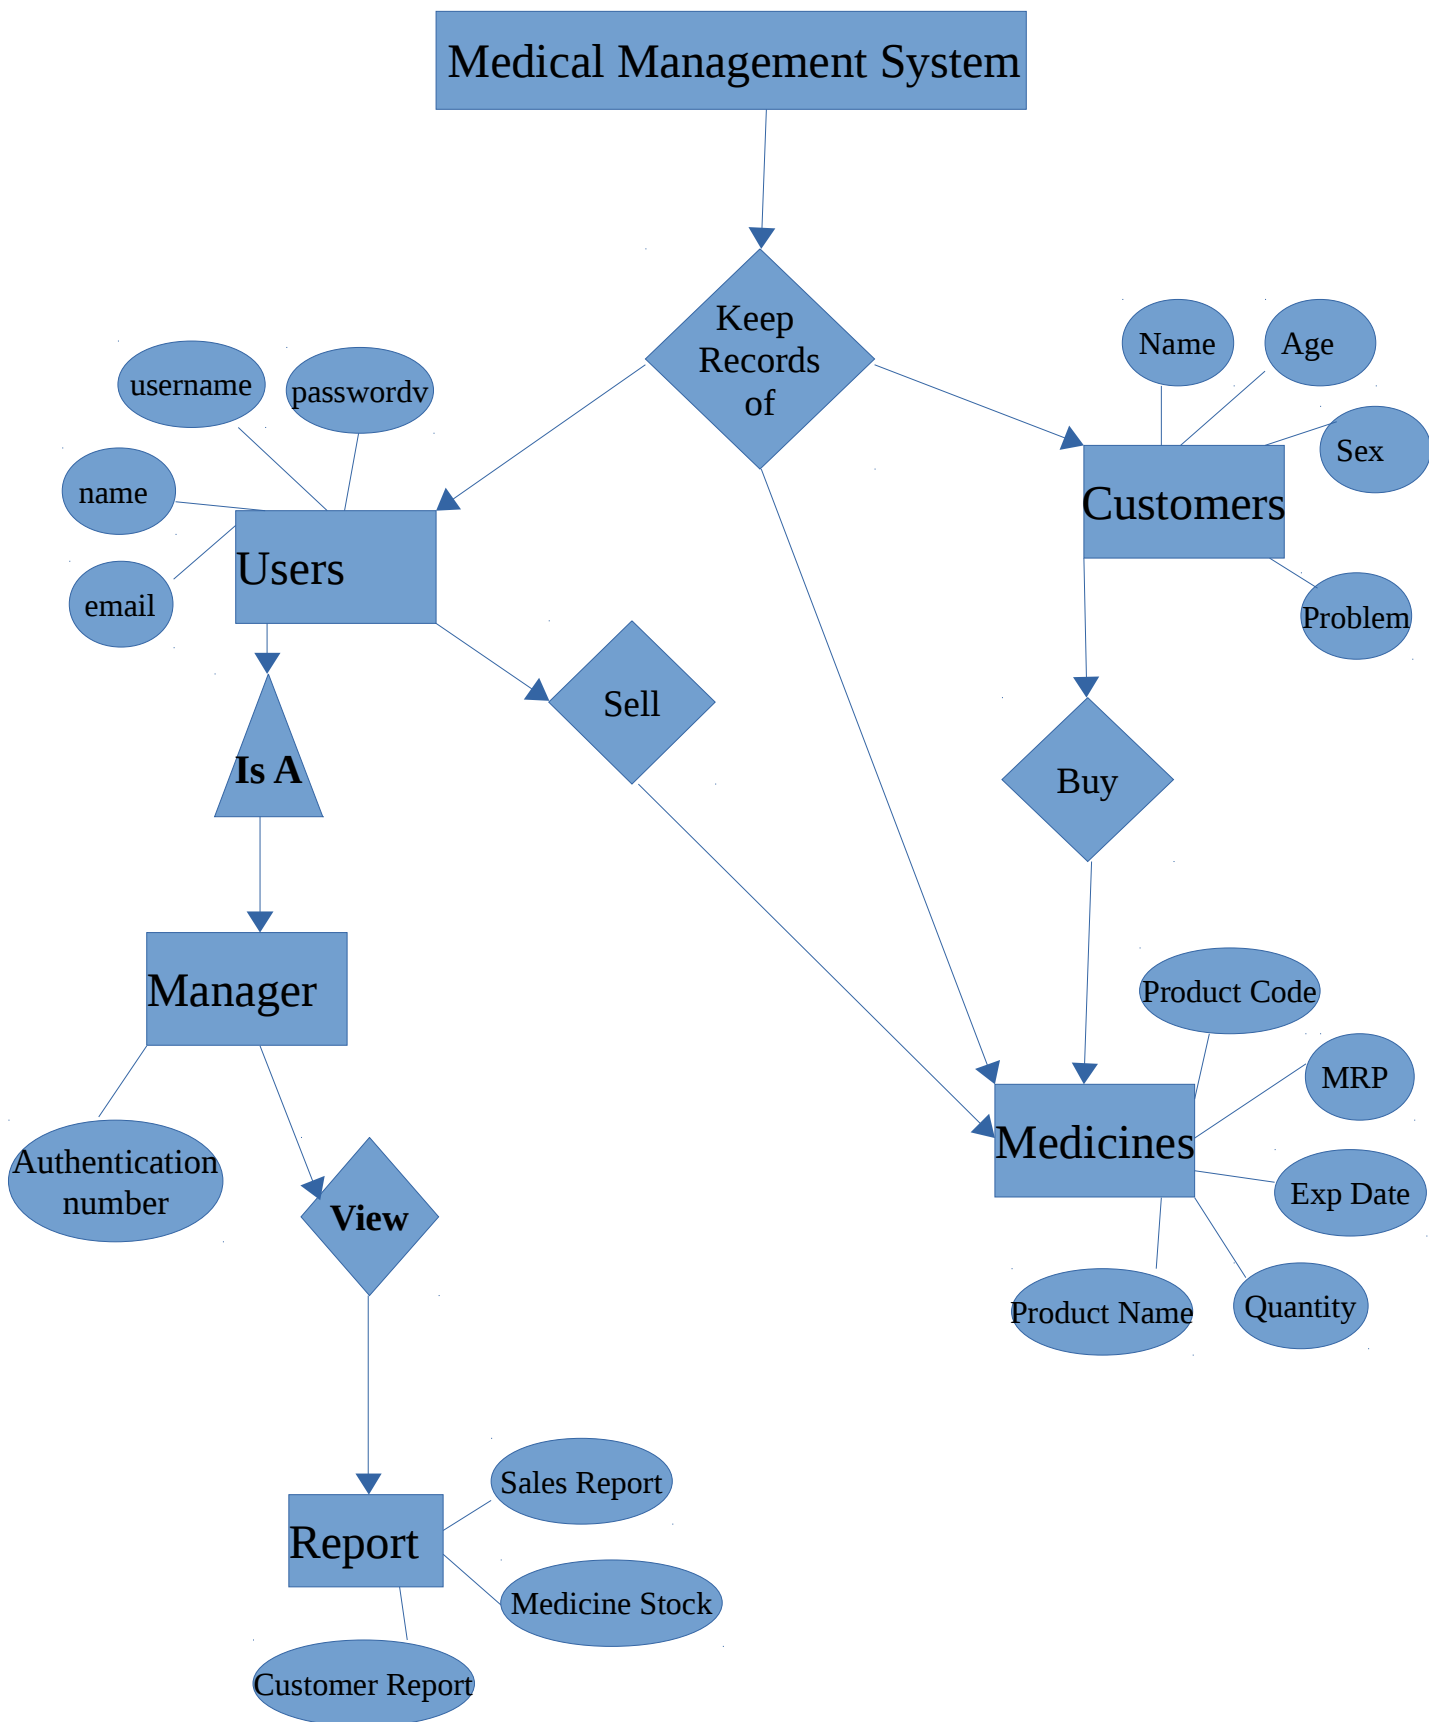 Medical Management System
Keep
Records
of
Name
Age
username
passwordv
Sex
name
Customers
Users
email
Problem
Sell
Is A
Buy
Manager
Product Code
MRP
Medicines
Authentication
number
View
Exp Date
Product Name
Quantity
Sales Report
Report
Medicine Stock
Customer Report